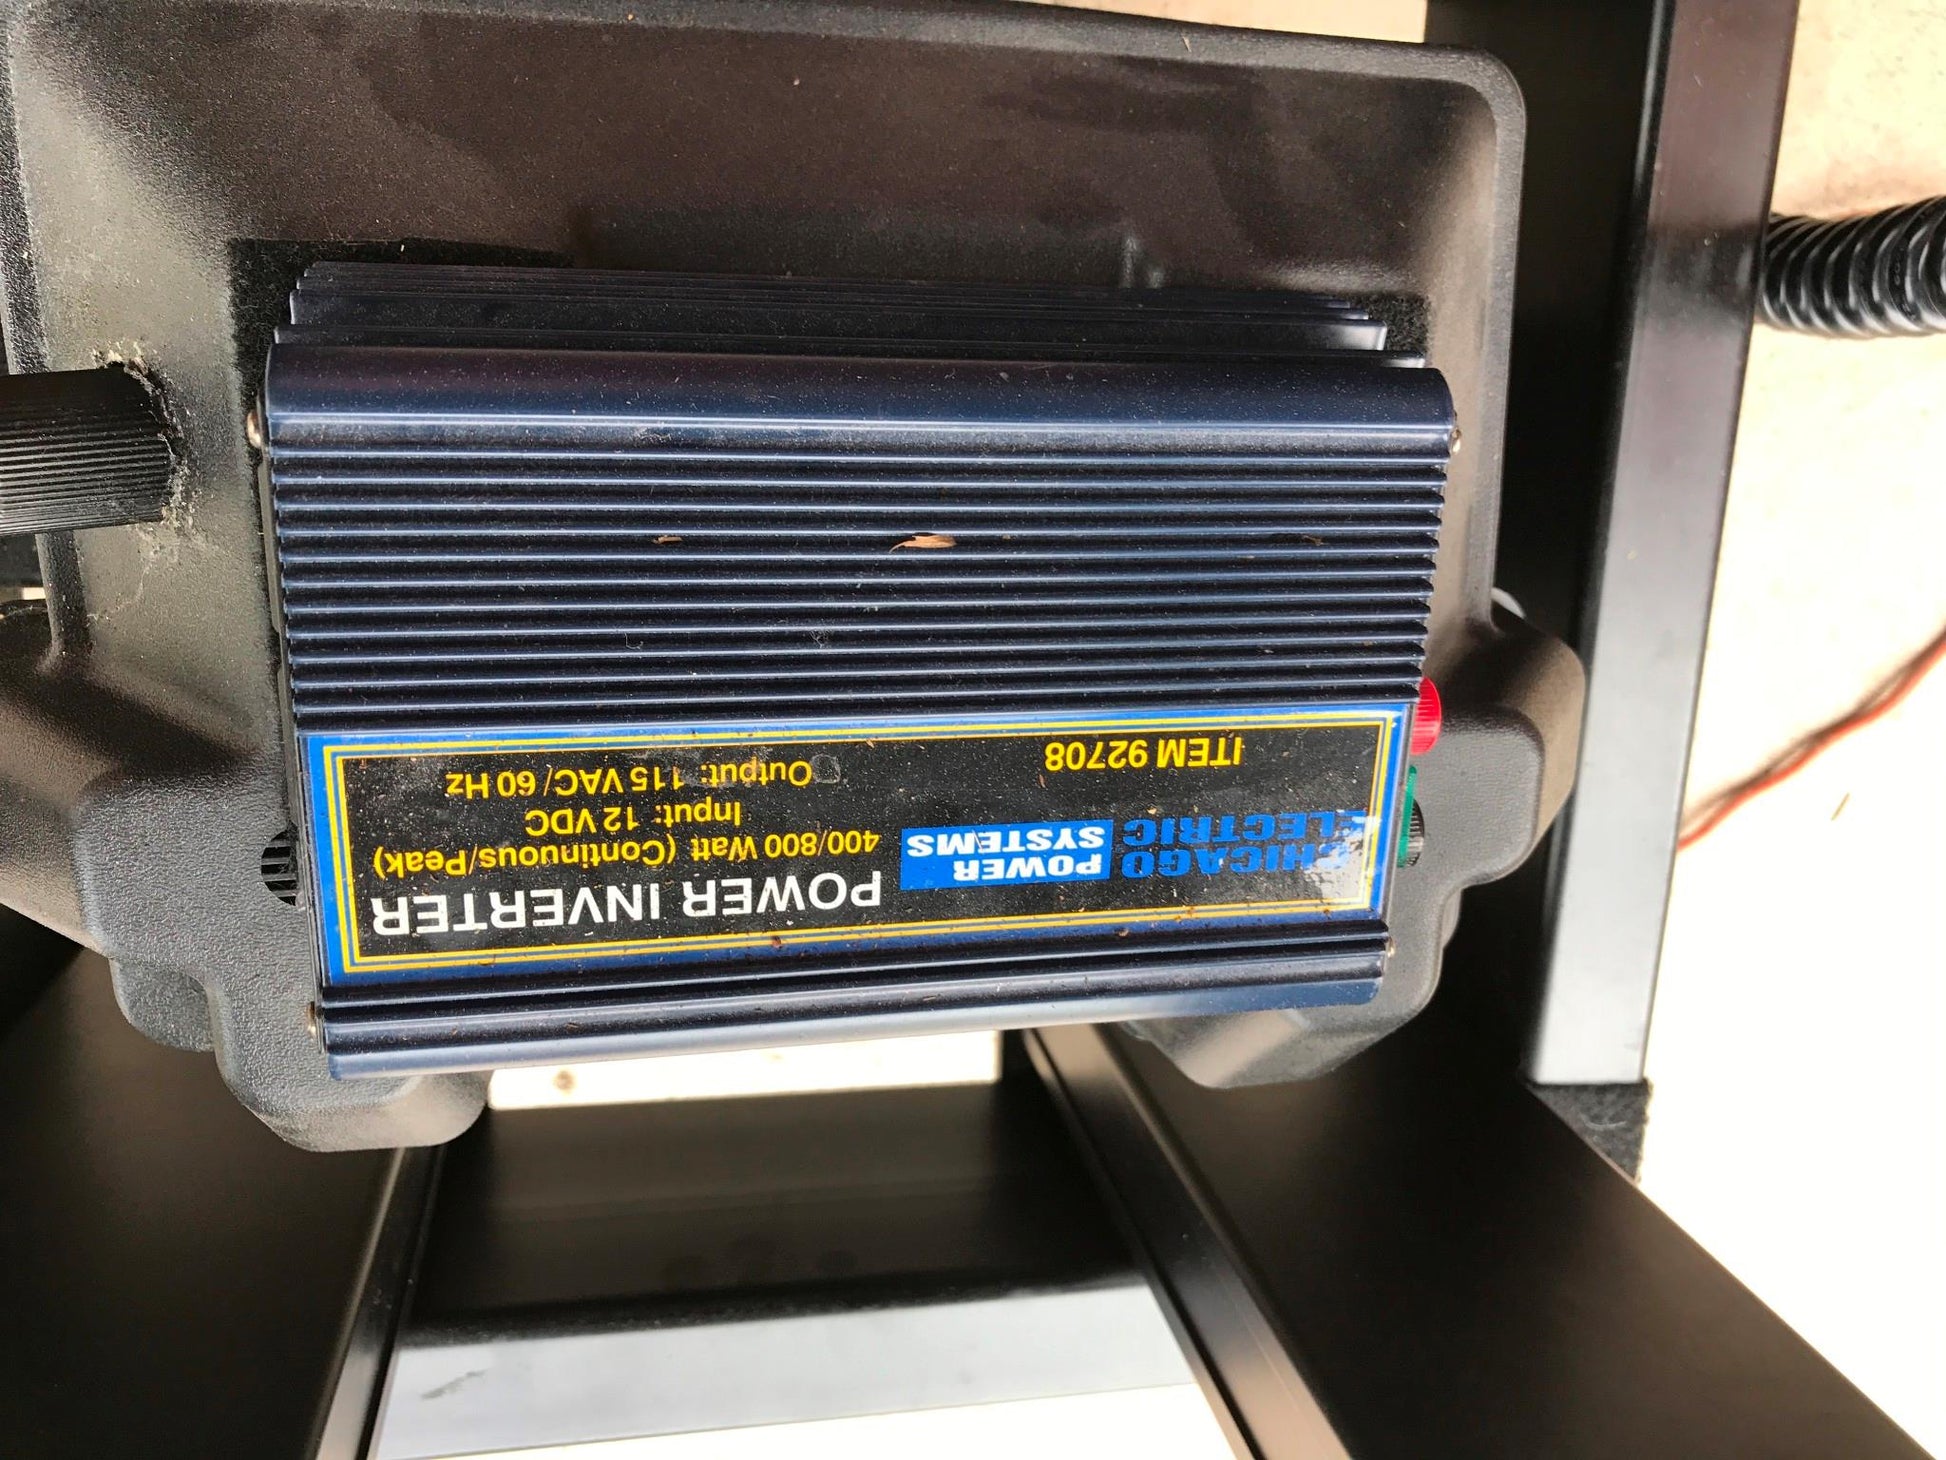 CHICAGO
ELECTRIC
POWER
SYSTEMS
ITEM 92708
POWER INVERTER
400/800 Watt (Continuous/Peak)
Input: 12 VDC
Output: 115 VAC/60 Hz